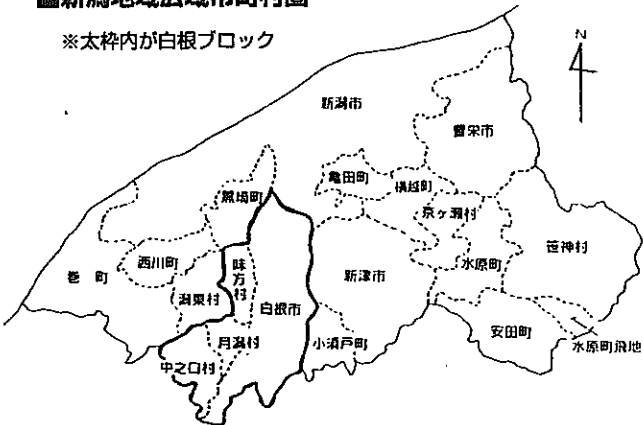 ■新潟地域広域市町村圏
※太枠内が白根ブロック
N
新潟市
豊栄市
亀田町
横越町
京ヶ瀬村
黒埼町
笹神村
味方村
西川町
巻町
水原町
新津市
潟東村
白根市
安田町
月潟村
小須戸町
水原町飛地
中之口村